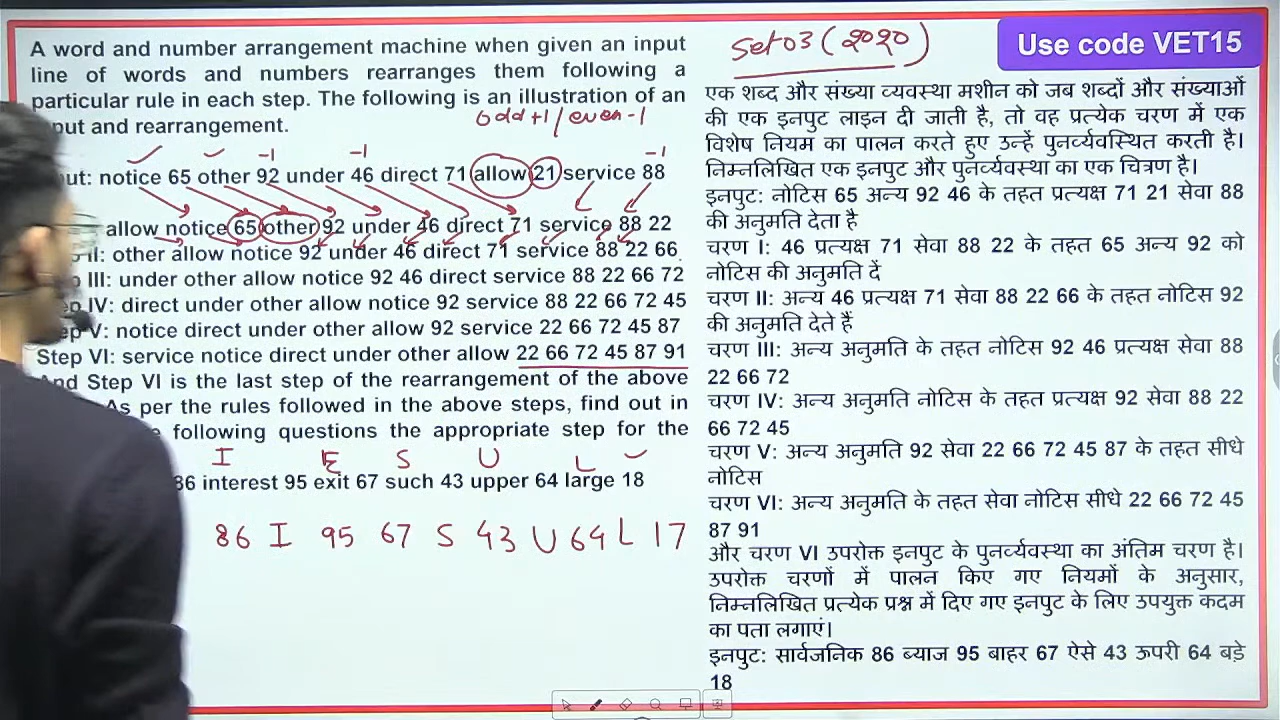 A word and number arrangement machine when given an input
line of words and numbers rearranges them following a
particular rule in each step. The following is an illustration of an
put and rearrangement.
odd+1/even-1
-1 -1 -1
ut: notice 65 other 92 under 46 direct 71 allow 21 service 88
allow notice 65 other 92 under 46 direct 71 service 88 22
II: other allow notice 92 under 46 direct 71 service 88 22 66
p III: under other allow notice 92 46 direct service 88 22 66 72
ep IV: direct under other allow notice 92 service 88 22 66 72 45
ep V: notice direct under other allow 92 service 22 66 72 45 87
Step VI: service notice direct under other allow 22 66 72 45 87 91
And Step VI is the last step of the rearrangement of the above
As per the rules followed in the above steps, find out in
following questions the appropriate step for the
I E S U L
86 interest 95 exit 67 such 43 upper 64 large 18
86 I 95 67 S 43 U 64 L 17
Set 03 (2020)
Use code VET15
एक शब्द और संख्या व्यवस्था मशीन को जब शब्दों और संख्याओं
की एक इनपुट लाइन दी जाती है, तो वह प्रत्येक चरण में एक
विशेष नियम का पालन करते हुए उन्हें पुनर्व्यवस्थित करती है।
निम्नलिखित एक इनपुट और पुनर्व्यवस्था का एक चित्रण है।
इनपुट: नोटिस 65 अन्य 92 46 के तहत प्रत्यक्ष 71 21 सेवा 88
की अनुमति देता है
चरण I: 46 प्रत्यक्ष 71 सेवा 88 22 के तहत 65 अन्य 92 को
नोटिस की अनुमति दें
चरण II: अन्य 46 प्रत्यक्ष 71 सेवा 88 22 66 के तहत नोटिस 92
की अनुमति देते हैं
चरण III: अन्य अनुमति के तहत नोटिस 92 46 प्रत्यक्ष सेवा 88
22 66 72
चरण IV: अन्य अनुमति नोटिस के तहत प्रत्यक्ष 92 सेवा 88 22
66 72 45
चरण V: अन्य अनुमति 92 सेवा 22 66 72 45 87 के तहत सीधे
नोटिस
चरण VI: अन्य अनुमति के तहत सेवा नोटिस सीधे 22 66 72 45
87 91
और चरण VI उपरोक्त इनपुट के पुनर्व्यवस्था का अंतिम चरण है।
उपरोक्त चरणों में पालन किए गए नियमों के अनुसार,
निम्नलिखित प्रत्येक प्रश्न में दिए गए इनपुट के लिए उपयुक्त कदम
का पता लगाएं।
इनपुट: सार्वजनिक 86 ब्याज 95 बाहर 67 ऐसे 43 ऊपरी 64 बड़े
18